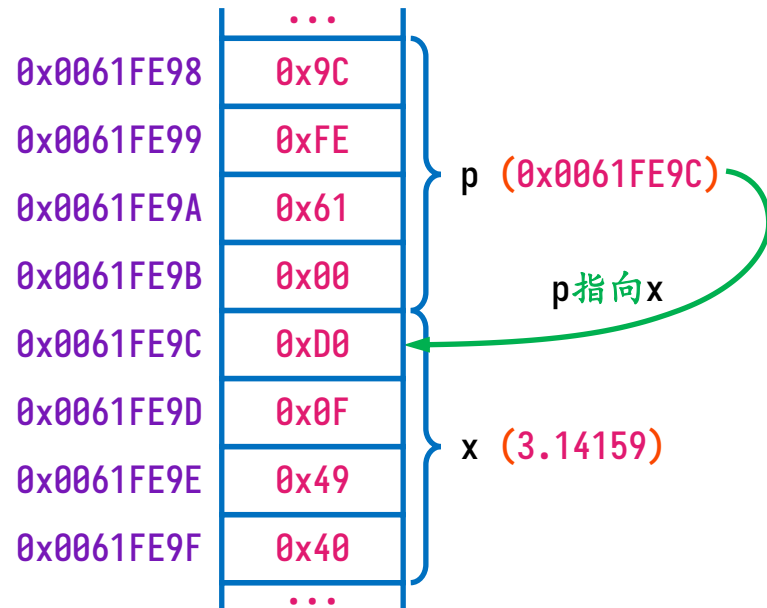 ...
0x0061FE98 0x9C
0x0061FE99 0xFE
p (0x0061FE9C)
0x0061FE9A 0x61
0x0061FE9B 0x00
p指向x
0x0061FE9C 0xD0
0x0061FE9D 0x0F
x (3.14159)
0x0061FE9E 0x49
0x0061FE9F 0x40
...